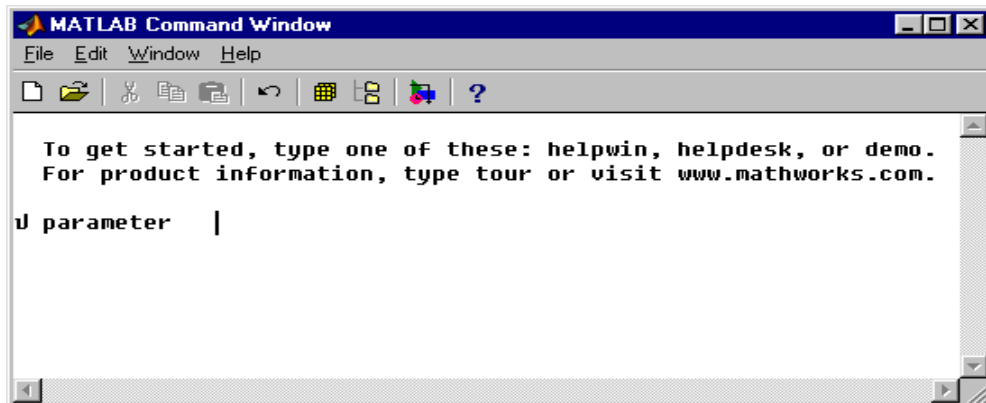 MATLAB Command Window
File Edit Window Help
?
To get started, type one of these: helpwin, helpdesk, or demo.
For product information, type tour or visit www.mathworks.com.
ป parameter